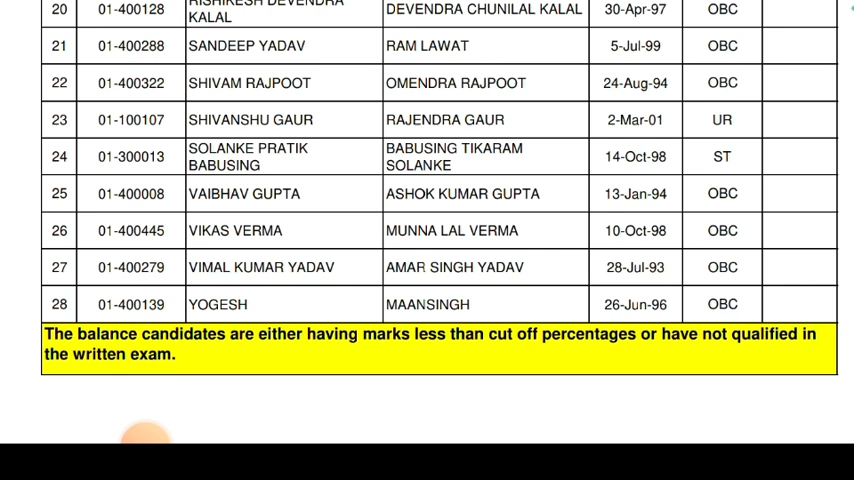 20 01-400128 RISHIKESH DEVENDRA KALAL DEVENDRA CHUNILAL KALAL 30-Apr-97 OBC
21 01-400288 SANDEEP YADAV RAM LAWAT 5-Jul-99 OBC
22 01-400322 SHIVAM RAJPOOT OMENDRA RAJPOOT 24-Aug-94 OBC
23 01-100107 SHIVANSHU GAUR RAJENDRA GAUR 2-Mar-01 UR
24 01-300013 SOLANKE PRATIK BABUSING BABUSING TIKARAM SOLANKE 14-Oct-98 ST
25 01-400008 VAIBHAV GUPTA ASHOK KUMAR GUPTA 13-Jan-94 OBC
26 01-400445 VIKAS VERMA MUNNA LAL VERMA 10-Oct-98 OBC
27 01-400279 VIMAL KUMAR YADAV AMAR SINGH YADAV 28-Jul-93 OBC
28 01-400139 YOGESH MAANSINGH 26-Jun-96 OBC
The balance candidates are either having marks less than cut off percentages or have not qualified in
the written exam.